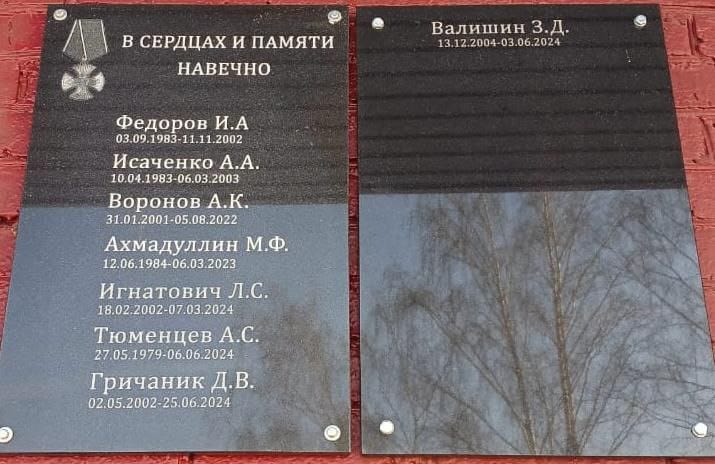 В СЕРДЦАХ И ПАМЯТИ
НАВЕЧНО
Федоров И.А
03.09.1983-11.11.2002
Исаченко А.А.
10.04.1983-06.03.2003
Воронов А.К.
31.01.2001-05.08.2022
Ахмадуллин М.Ф.
12.06.1984-06.03.2023
Игнатович Л.С.
18.02.2002-07.03.2024
Тюменцев А.С.
27.05.1979-06.06.2024
Гричаник Д.В.
02.05.2002-25.06.2024
Валишин З.Д.
13.12.2004-03.06.2024